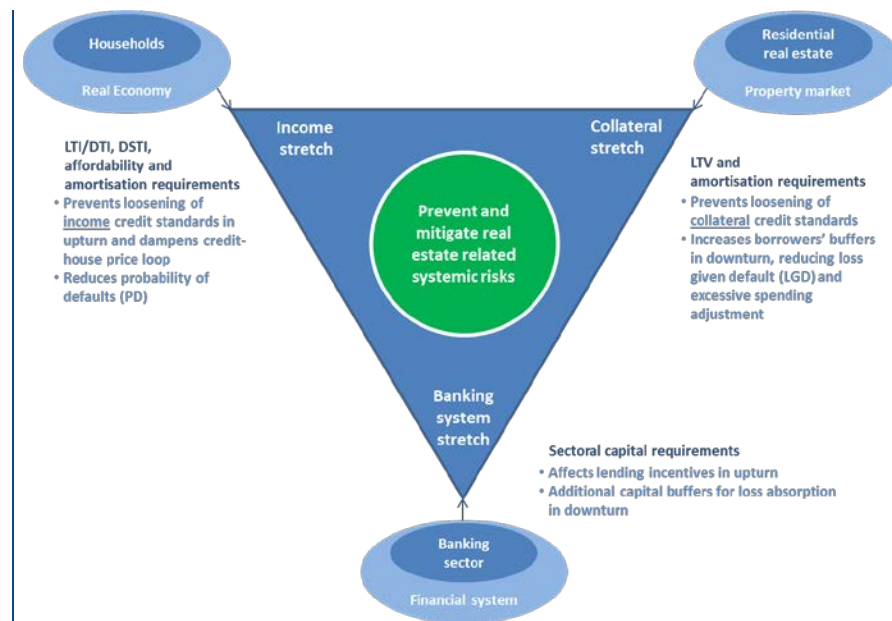 Households
Real Economy
Residential
real estate
Property market
Income
stretch
Collateral
stretch
LTI/DTI, DSTI,
affordability and
amortisation requirements
• Prevents loosening of
income credit standards in
upturn and dampens credit-
house price loop
• Reduces probability of
defaults (PD)
Prevent and
mitigate real
estate related
systemic risks
LTV and
amortisation requirements
• Prevents loosening of
collateral credit standards
• Increases borrowers' buffers
in downturn, reducing loss
given default (LGD) and
excessive spending
adjustment
Banking
system
stretch
Sectoral capital requirements
• Affects lending incentives in upturn
• Additional capital buffers for loss absorption
in downturn
Banking
sector
Financial system